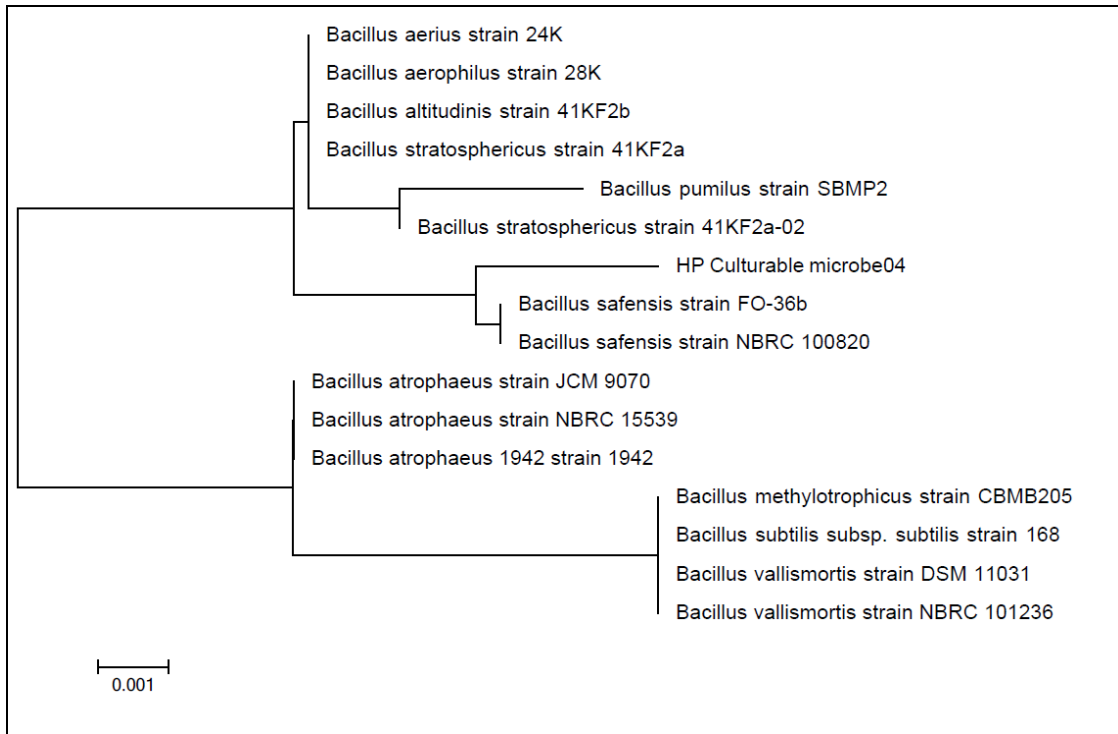 Bacillus aerius strain 24K
Bacillus aerophilus strain 28K
Bacillus altitudinis strain 41KF2b
Bacillus stratosphericus strain 41KF2a
Bacillus pumilus strain SBMP2
Bacillus stratosphericus strain 41KF2a-02
HP Culturable microbe04
Bacillus safensis strain FO-36b
Bacillus safensis strain NBRC 100820
Bacillus atrophaeus strain JCM 9070
Bacillus atrophaeus strain NBRC 15539
Bacillus atrophaeus 1942 strain 1942
Bacillus methylotrophicus strain CBMB205
Bacillus subtilis subsp. subtilis strain 168
Bacillus vallismortis strain DSM 11031
Bacillus vallismortis strain NBRC 101236
0.001